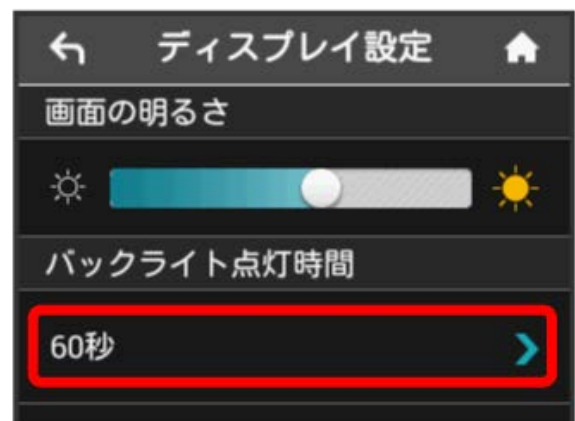 ディスプレイ設定
画面の明るさ
バックライト点灯時間
60秒